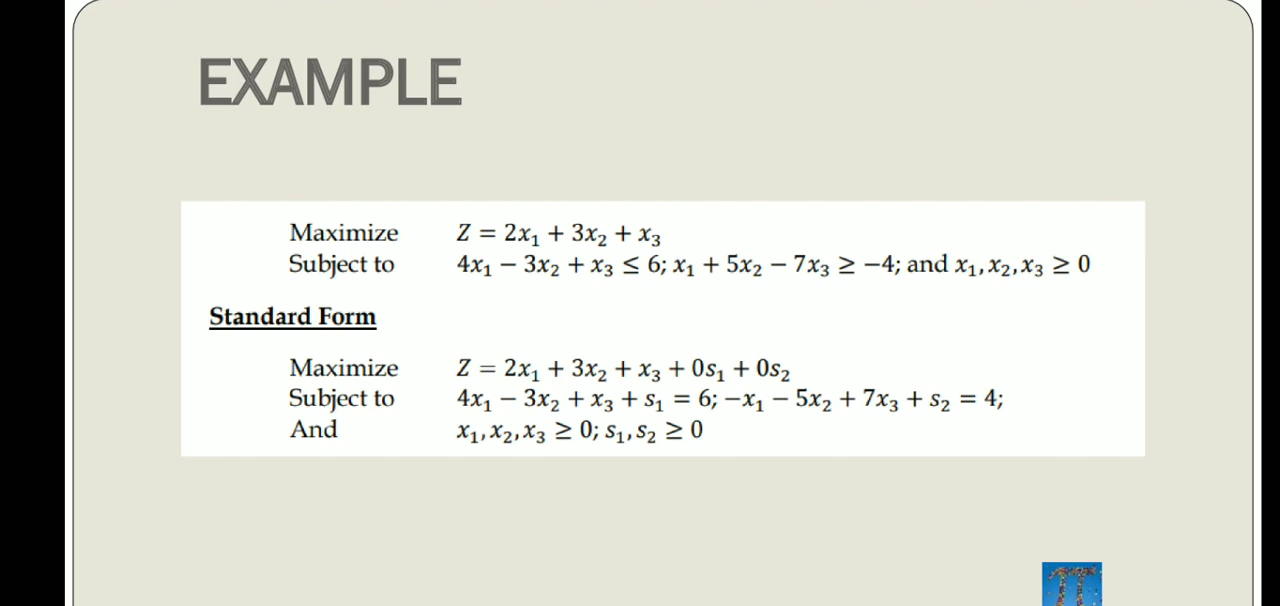 EXAMPLE
Maximize Z = 2x₁ + 3x₂ + x₃
Subject to 4x₁ − 3x₂ + x₃ ≤ 6; x₁ + 5x₂ − 7x₃ ≥ −4; and x₁, x₂, x₃ ≥ 0
Standard Form
Maximize Z = 2x₁ + 3x₂ + x₃ + 0s₁ + 0s₂
Subject to 4x₁ − 3x₂ + x₃ + s₁ = 6; −x₁ − 5x₂ + 7x₃ + s₂ = 4;
And x₁, x₂, x₃ ≥ 0; s₁, s₂ ≥ 0
π